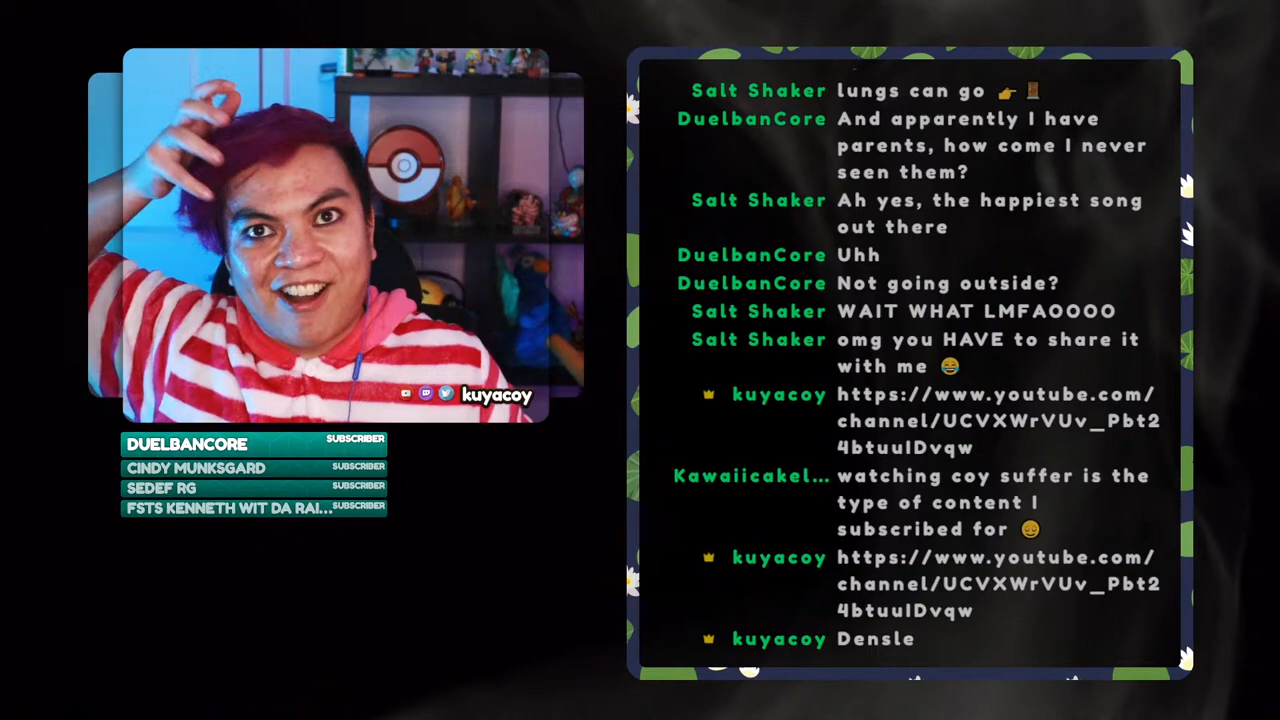 kuyacoy
DUELBANCORE SUBSCRIBER
CINDY MUNKSGARD SUBSCRIBER
SEDEF RG SUBSCRIBER
FSTS KENNETH WIT DA RAI... SUBSCRIBER
Salt Shaker lungs can go 👉 🚪
DuelbanCore And apparently I have
parents, how come I never
seen them?
Salt Shaker Ah yes, the happiest song
out there
DuelbanCore Uhh
DuelbanCore Not going outside?
Salt Shaker WAIT WHAT LMFAOOOO
Salt Shaker omg you HAVE to share it
with me 😂
kuyacoy https://www.youtube.com/
channel/UCVXWrVUv_Pbt2
4btuuIDvqw
Kawaiicakel... watching coy suffer is the
type of content I
subscribed for 😌
kuyacoy https://www.youtube.com/
channel/UCVXWrVUv_Pbt2
4btuuIDvqw
kuyacoy Densle